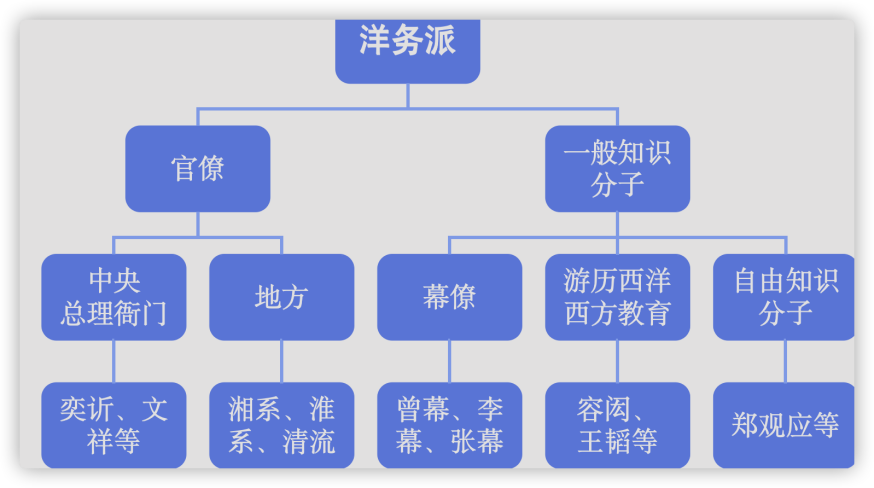 洋务派
官僚
一般知识
分子
中央
总理衙门
地方
幕僚
游历西洋
西方教育
自由知识
分子
奕䜣、文
祥等
湘系、淮
系、清流
曾幕、李
幕、张幕
容闳、
王韬等
郑观应等